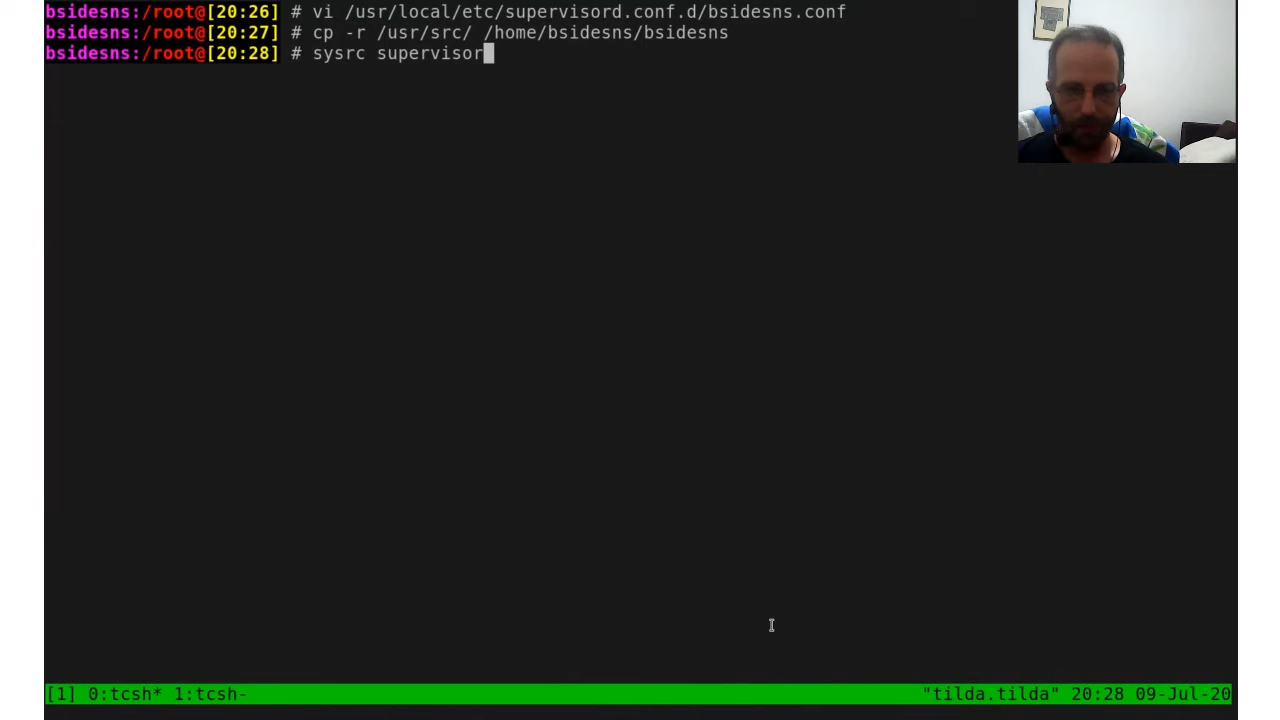 bsidesns:/root@[20:26] # vi /usr/local/etc/supervisord.conf.d/bsidesns.conf
bsidesns:/root@[20:27] # cp -r /usr/src/ /home/bsidesns/bsidesns
bsidesns:/root@[20:28] # sysrc supervisor
[1] 0:tcsh* 1:tcsh- "tilda.tilda" 20:28 09-Jul-20